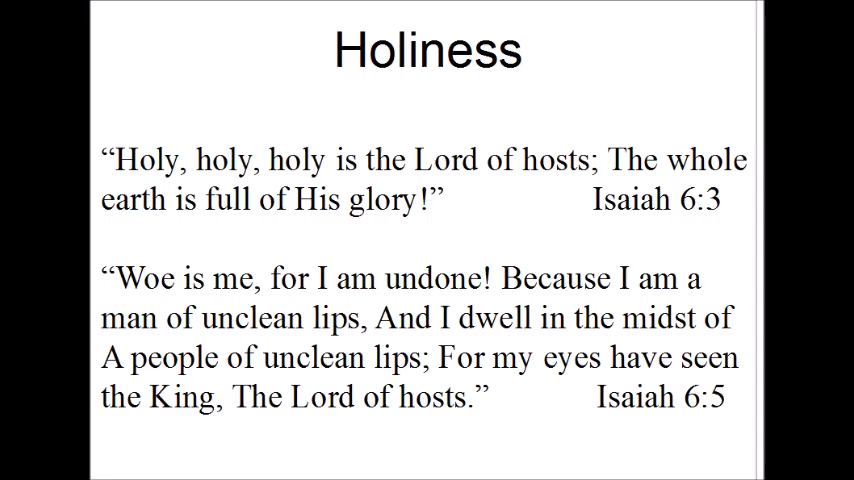 Holiness
“Holy, holy, holy is the Lord of hosts; The whole
earth is full of His glory!” Isaiah 6:3
“Woe is me, for I am undone! Because I am a
man of unclean lips, And I dwell in the midst of
A people of unclean lips; For my eyes have seen
the King, The Lord of hosts.” Isaiah 6:5